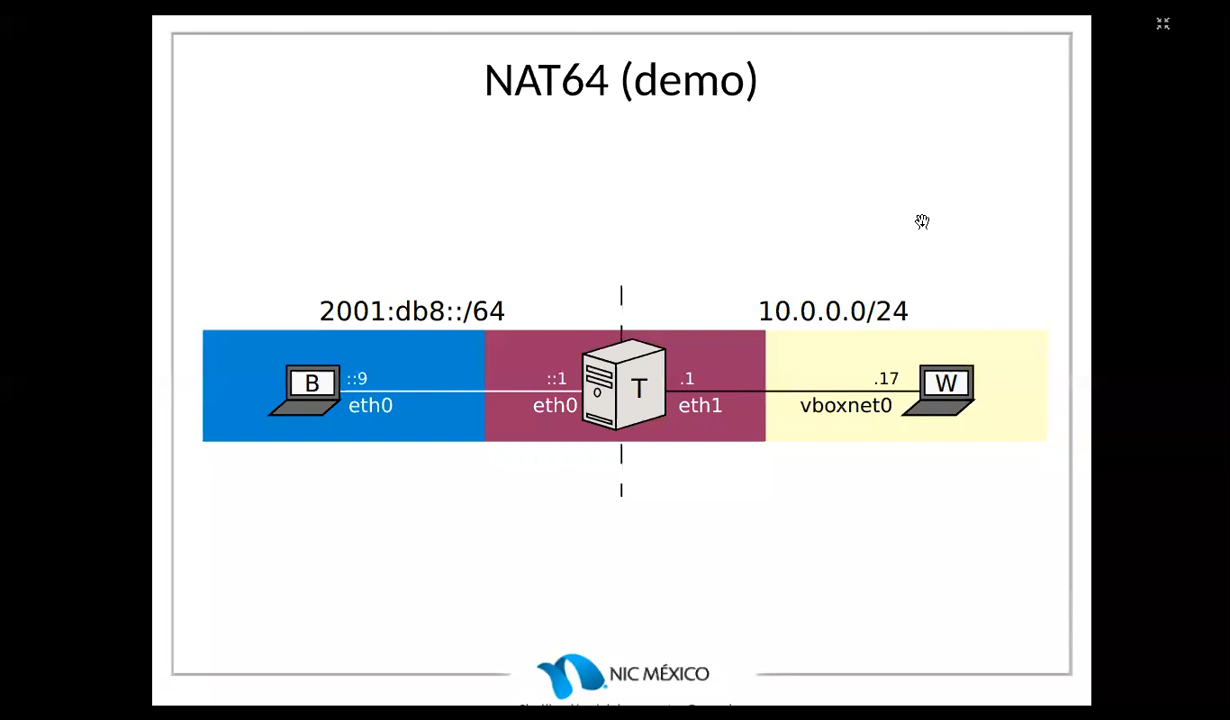 NAT64 (demo)
2001:db8::/64
10.0.0.0/24
B
::9
eth0
::1
eth0
T
.1
eth1
.17
vboxnet0
W
NIC MÉXICO